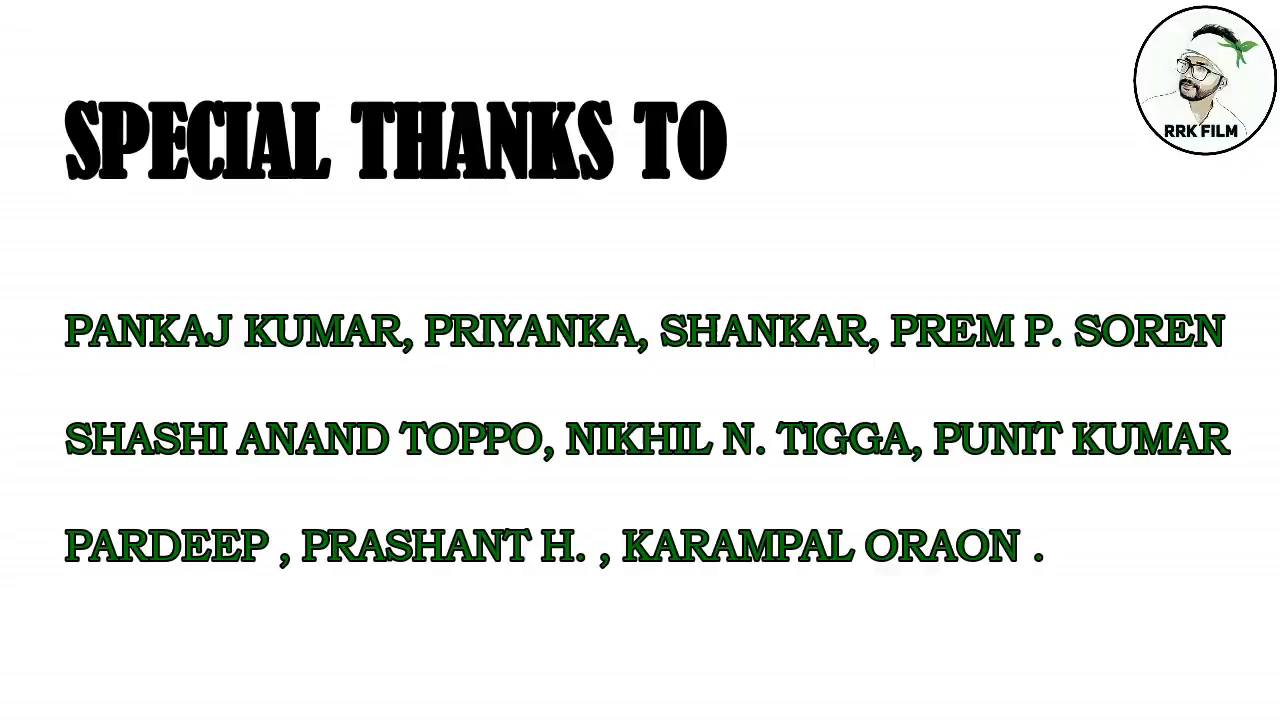 SPECIAL THANKS TO
RRK FILM
PANKAJ KUMAR, PRIYANKA, SHANKAR, PREM P. SOREN
SHASHI ANAND TOPPO, NIKHIL N. TIGGA, PUNIT KUMAR
PARDEEP , PRASHANT H. , KARAMPAL ORAON .